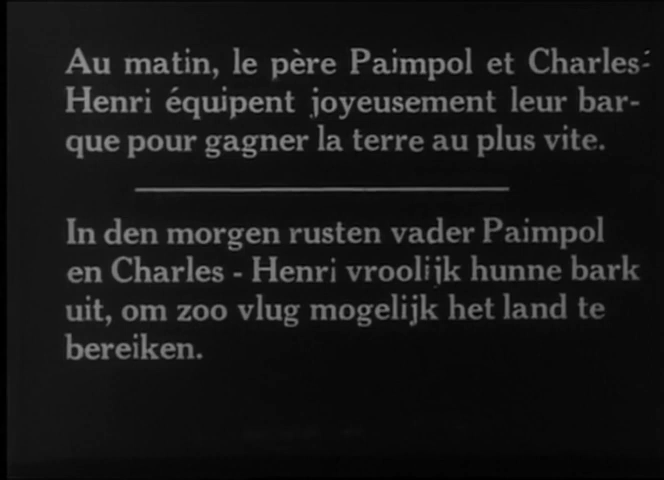 Au matin, le père Paimpol et Charles-
Henri équipent joyeusement leur bar-
que pour gagner la terre au plus vite.
In den morgen rusten vader Paimpol
en Charles - Henri vroolijk hunne bark
uit, om zoo vlug mogelijk het land te
bereiken.